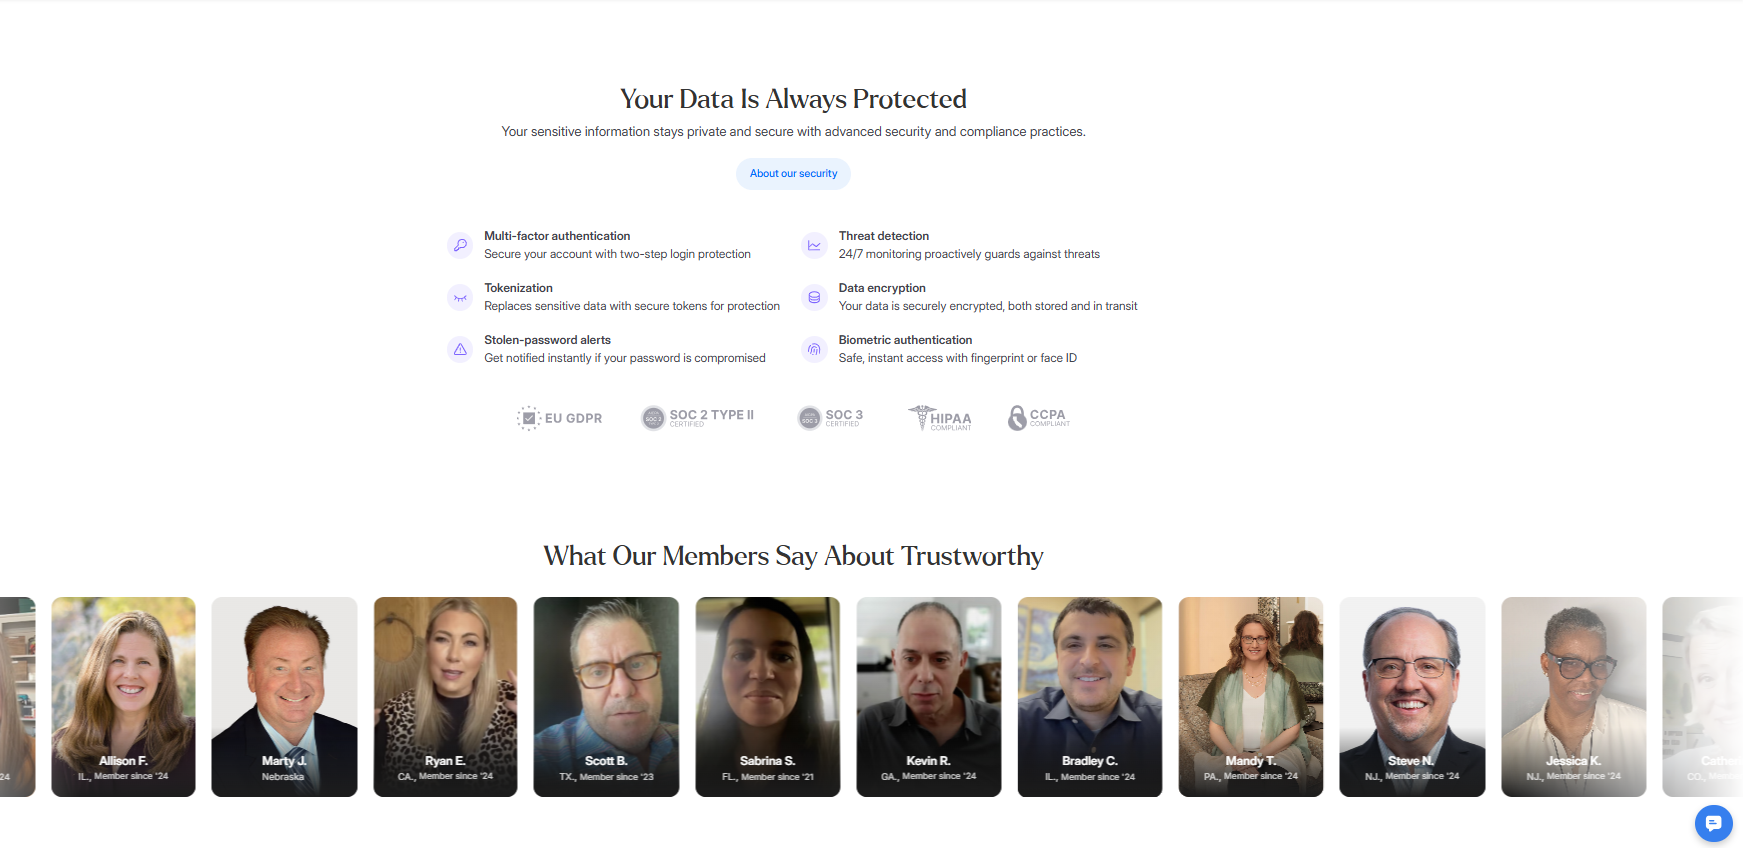 Your Data Is Always Protected
Your sensitive information stays private and secure with advanced security and compliance practices.
About our security
Multi-factor authentication
Secure your account with two-step login protection
Threat detection
24/7 monitoring proactively guards against threats
Tokenization
Replaces sensitive data with secure tokens for protection
Data encryption
Your data is securely encrypted, both stored and in transit
Stolen-password alerts
Get notified instantly if your password is compromised
Biometric authentication
Safe, instant access with fingerprint or face ID
EU GDPR
SOC 2
SOC 2 TYPE II
CERTIFIED
SOC 3
SOC 3
CERTIFIED
HIPAA
COMPLIANT
CCPA
COMPLIANT
What Our Members Say About Trustworthy
24
Allison F.
IL., Member since '24
Marty J.
Nebraska
Ryan E.
CA., Member since '24
Scott B.
TX., Member since '23
Sabrina S.
FL., Member since '21
Kevin R.
GA., Member since '24
Bradley C.
IL., Member since '24
Mandy T.
PA., Member since '24
Steve N.
NJ., Member since '24
Jessica K.
NJ., Member since '24
CO.,